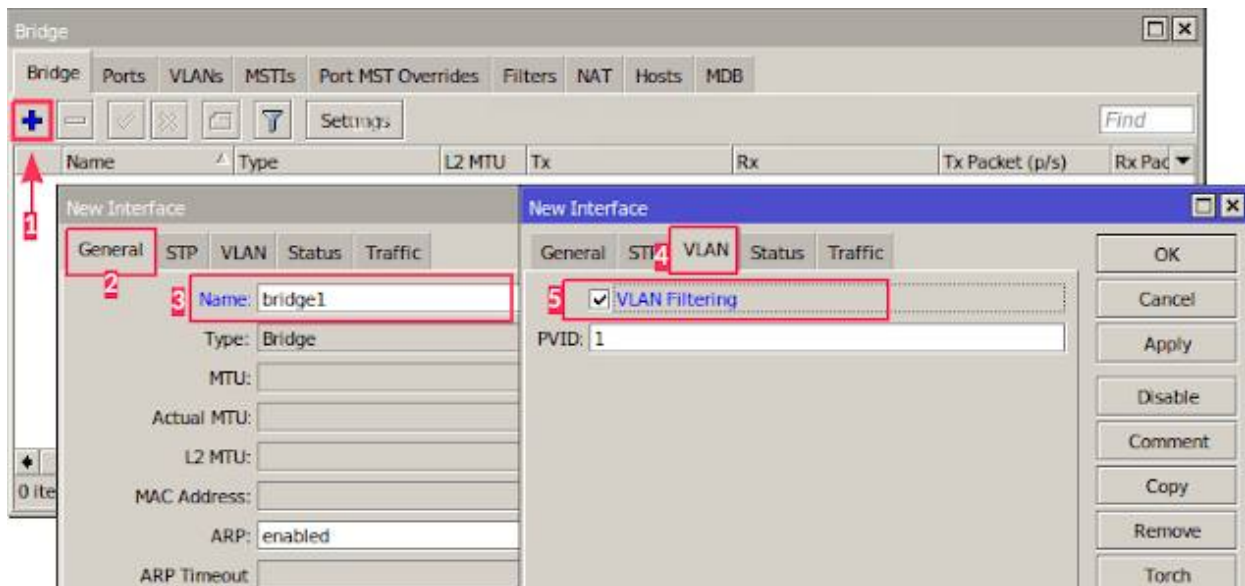 Bridge
Bridge Ports VLANs MSTIs Port MST Overrides Filters NAT Hosts MDB
Settings Find
Name Type L2 MTU Tx Rx Tx Packet (p/s) Rx Pac
1
0 ite
New Interface
General STP VLAN Status Traffic
2
3 Name: bridge1
Type: Bridge
MTU:
Actual MTU:
L2 MTU:
MAC Address:
ARP: enabled
ARP Timeout
New Interface
General ST 4 VLAN Status Traffic
5 VLAN Filtering
PVID: 1
OK
Cancel
Apply
Disable
Comment
Copy
Remove
Torch